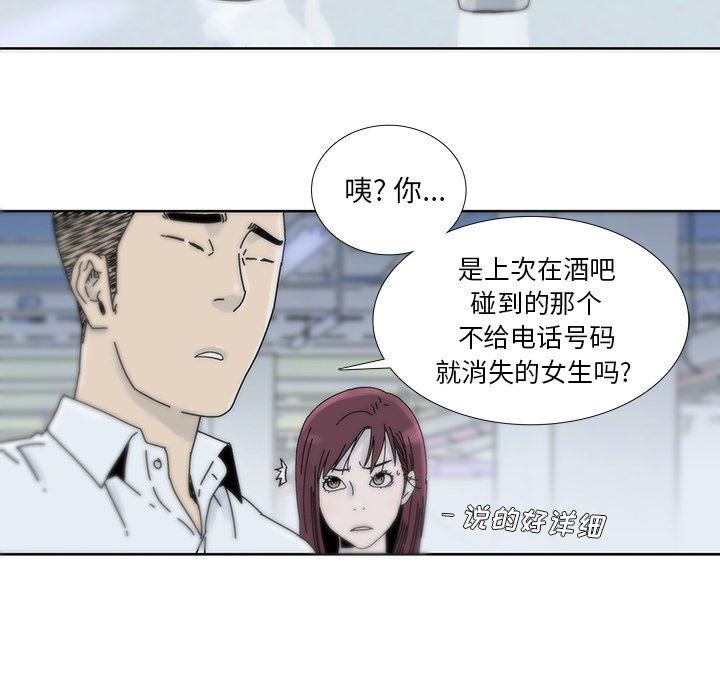 咦? 你...
是上次在酒吧
碰到的那个
不给电话号码
就消失的女生吗?
- 说的好详细